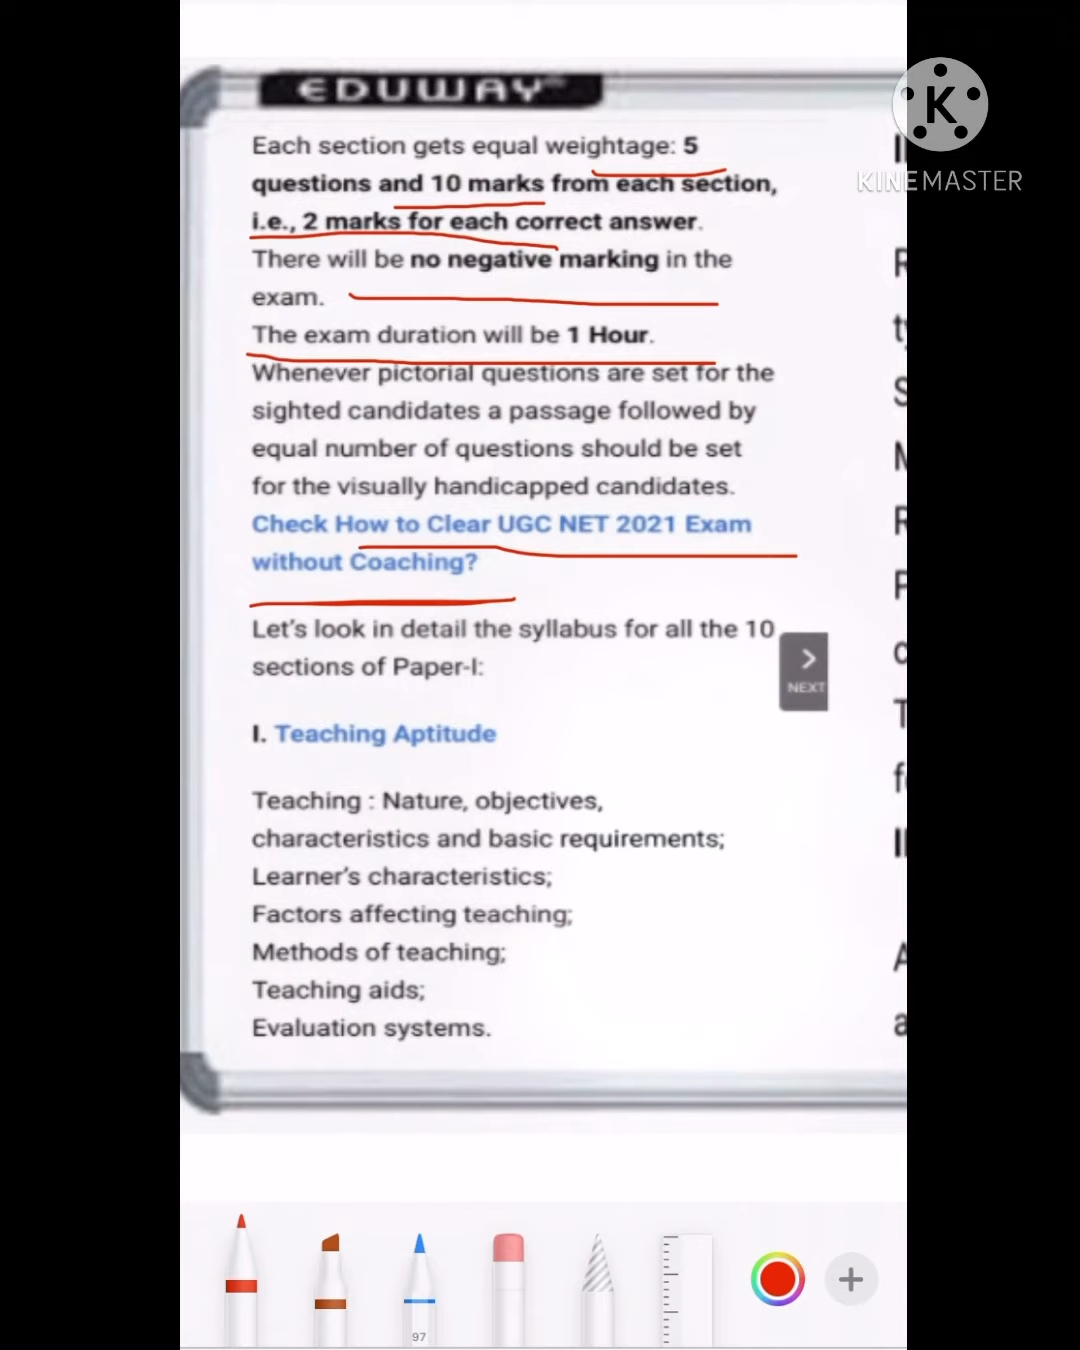 EDUWAY
Each section gets equal weightage: 5
questions and 10 marks from each section,
i.e., 2 marks for each correct answer.
There will be no negative marking in the
exam.
The exam duration will be 1 Hour.
Whenever pictorial questions are set for the
sighted candidates a passage followed by
equal number of questions should be set
for the visually handicapped candidates.
Check How to Clear UGC NET 2021 Exam
without Coaching?
Let's look in detail the syllabus for all the 10
sections of Paper-I:
NEXT
I. Teaching Aptitude
Teaching : Nature, objectives,
characteristics and basic requirements;
Learner's characteristics;
Factors affecting teaching;
Methods of teaching;
Teaching aids;
Evaluation systems.
K
KINEMASTER
97